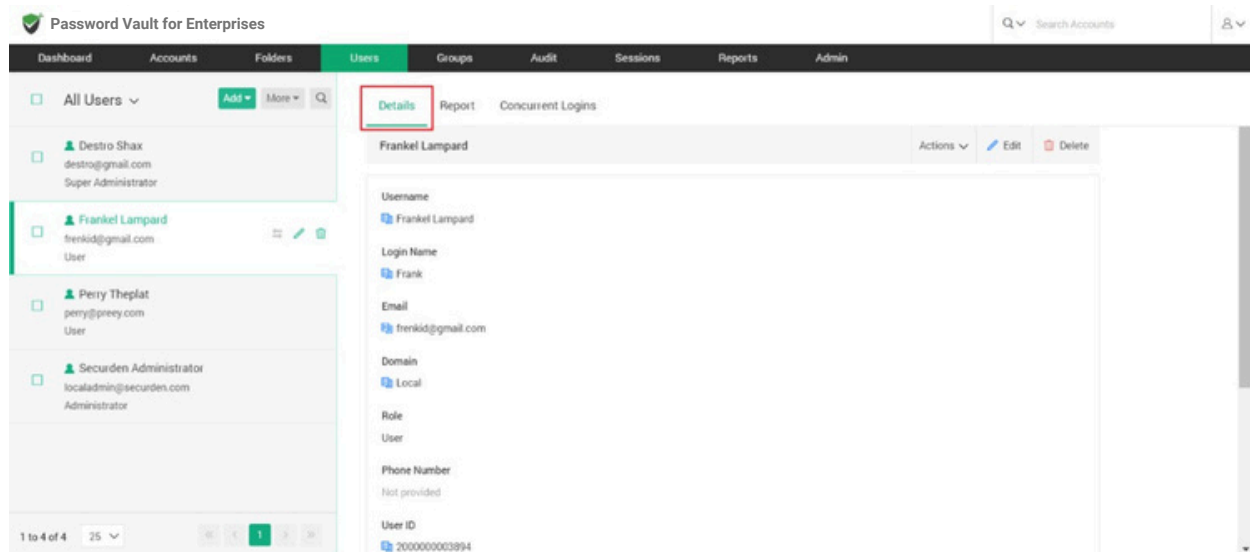 Password Vault for Enterprises
Search Accounts
Dashboard Accounts Folders Users Groups Audit Sessions Reports Admin
All Users Add More
Details Report Concurrent Logins
Destro Shax
destro@gmail.com
Super Administrator
Frankel Lampard
frenkid@gmail.com
User
Perry Theplat
perry@preey.com
User
Securden Administrator
localadmin@securden.com
Administrator
1 to 4 of 4 25 1
Frankel Lampard Actions Edit Delete
Username
Frankel Lampard
Login Name
Frank
Email
frenkid@gmail.com
Domain
Local
Role
User
Phone Number
Not provided
User ID
2000000003894